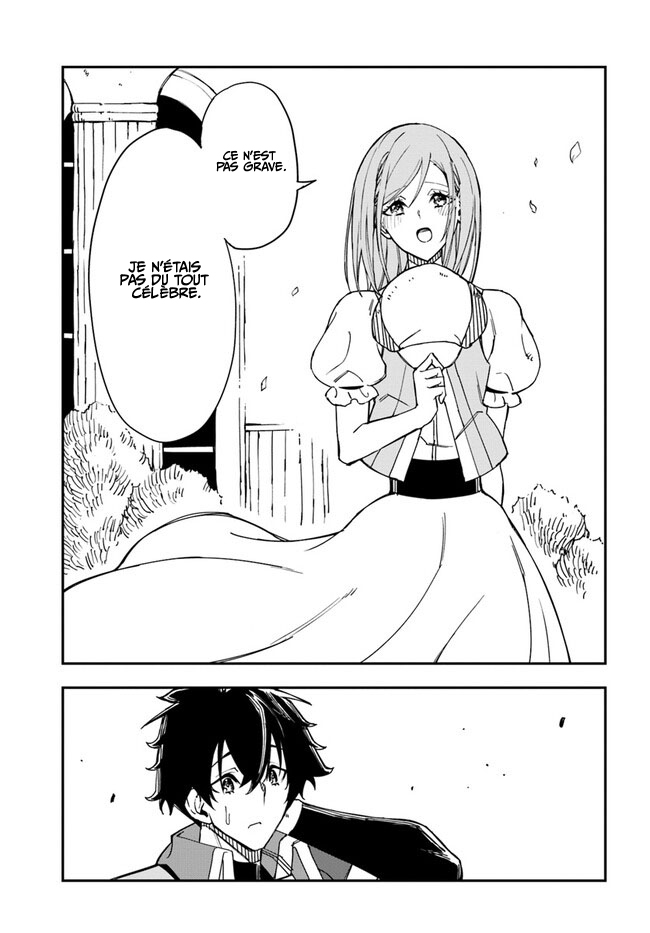 CE N'EST
PAS GRAVE.
JE N'ÉTAIS
PAS DU TOUT
CÉLÈBRE.